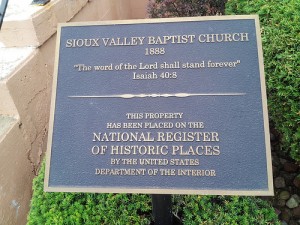 SIOUX VALLEY BAPTIST CHURCH
1888
"The word of the Lord shall stand forever"
Isaiah 40:8
THIS PROPERTY
HAS BEEN PLACED ON THE
NATIONAL REGISTER
OF HISTORIC PLACES
BY THE UNITED STATES
DEPARTMENT OF THE INTERIOR